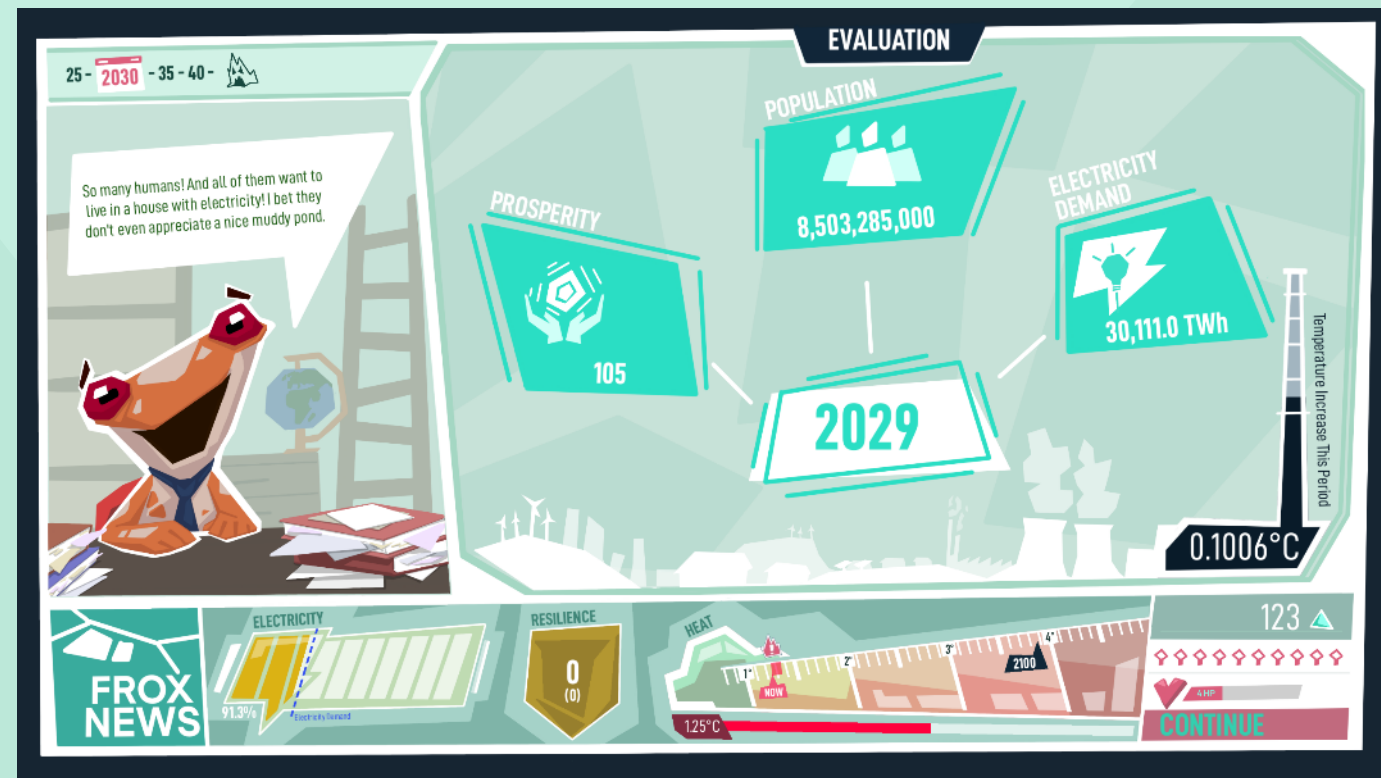 EVALUATION
25 - 2030 - 35 - 40 -
So many humans! And all of them want to
live in a house with electricity! I bet they
don't even appreciate a nice muddy pond.
POPULATION
8,503,285,000
PROSPERITY
105
ELECTRICITY
DEMAND
30,111.0 TWh
2029
Temperature Increase This Period
0.1006°C
FROX
NEWS
ELECTRICITY
91.3%
Electricity Demand
RESILIENCE
0
(0)
HEAT
1°
2°
3°
4°
NOW
2100
1.25°C
123
4 HP
CONTINUE